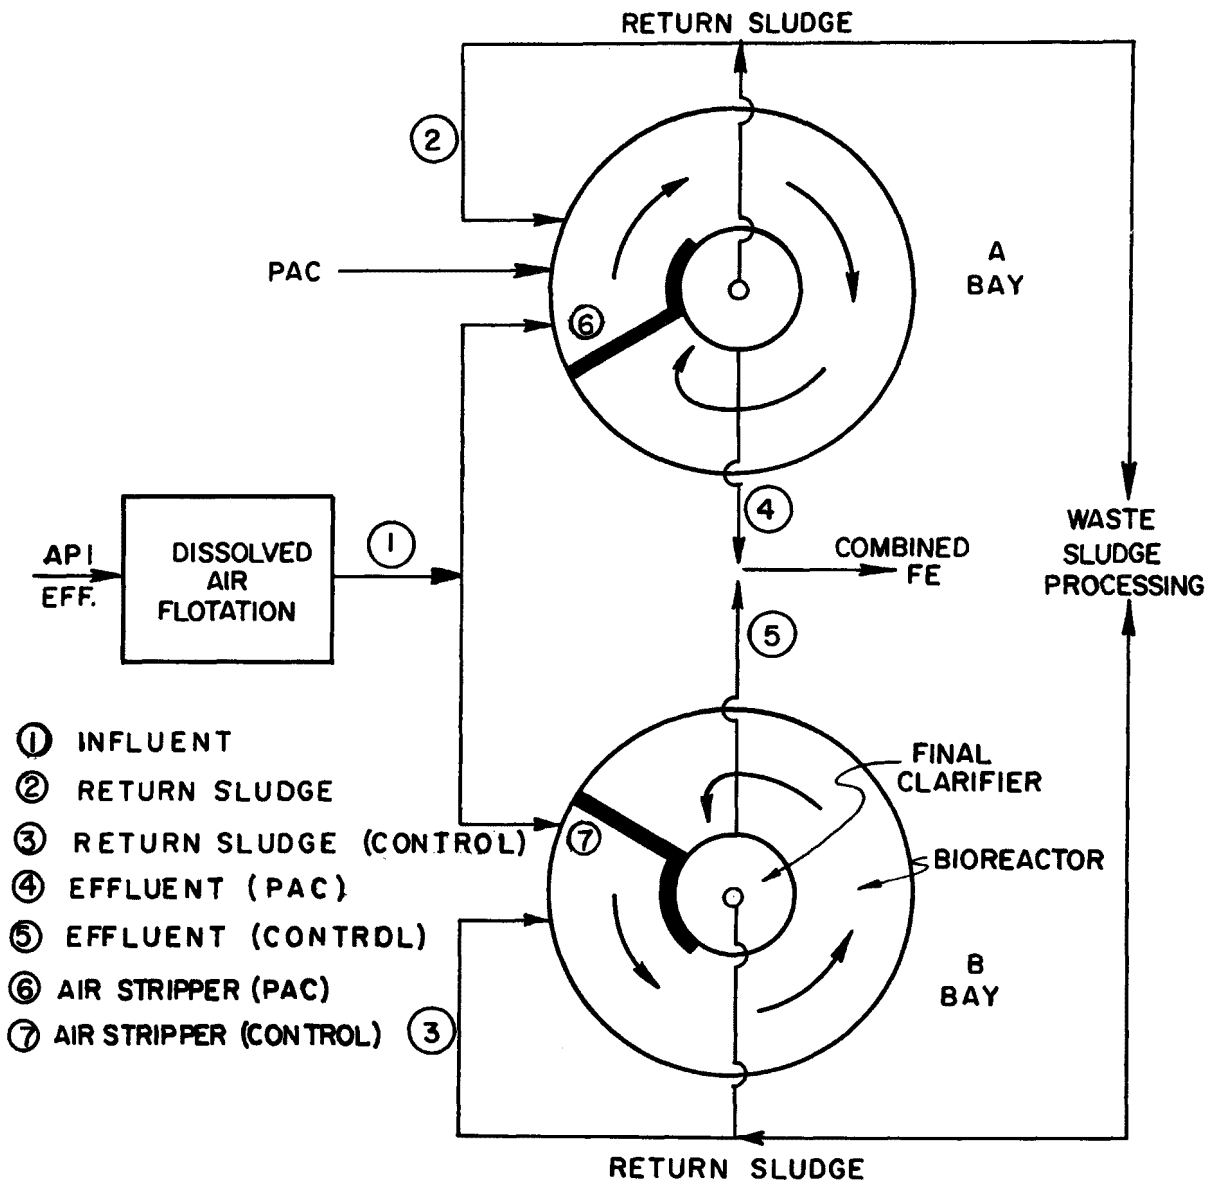 RETURN SLUDGE
2
PAC
6
A
BAY
4
API
EFF.
DISSOLVED
AIR
FLOTATION
1
COMBINED
FE
WASTE
SLUDGE
PROCESSING
5
1 INFLUENT
2 RETURN SLUDGE
3 RETURN SLUDGE (CONTROL)
4 EFFLUENT (PAC)
5 EFFLUENT (CONTROL)
6 AIR STRIPPER (PAC)
7 AIR STRIPPER (CONTROL)
7
FINAL
CLARIFIER
BIOREACTOR
B
BAY
3
RETURN SLUDGE